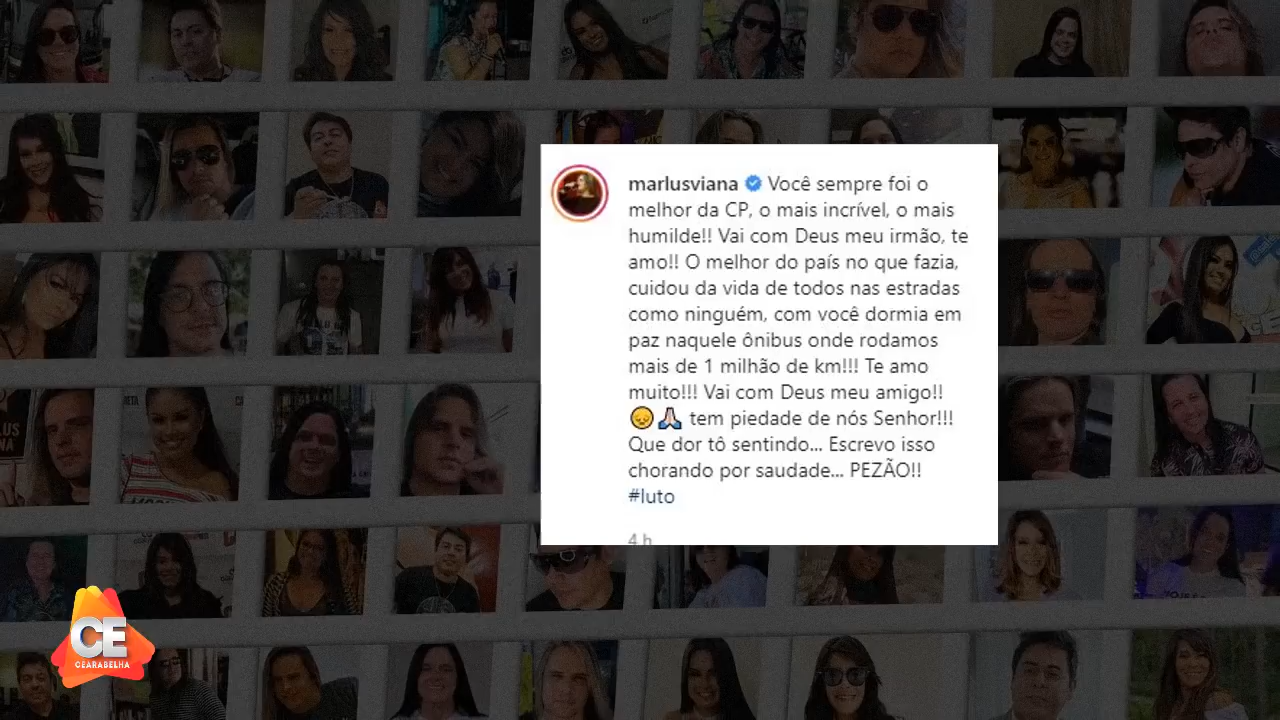 marlusviana Você sempre foi o
melhor da CP, o mais incrível, o mais
humilde!! Vai com Deus meu irmão, te
amo!! O melhor do país no que fazia,
cuidou da vida de todos nas estradas
como ninguém, com você dormia em
paz naquele ônibus onde rodamos
mais de 1 milhão de km!!! Te amo
muito!!! Vai com Deus meu amigo!!
😞🙏🏻 tem piedade de nós Senhor!!!
Que dor tô sentindo... Escrevo isso
chorando por saudade... PEZÃO!!
#luto
4 h
CE
CEARABELHA